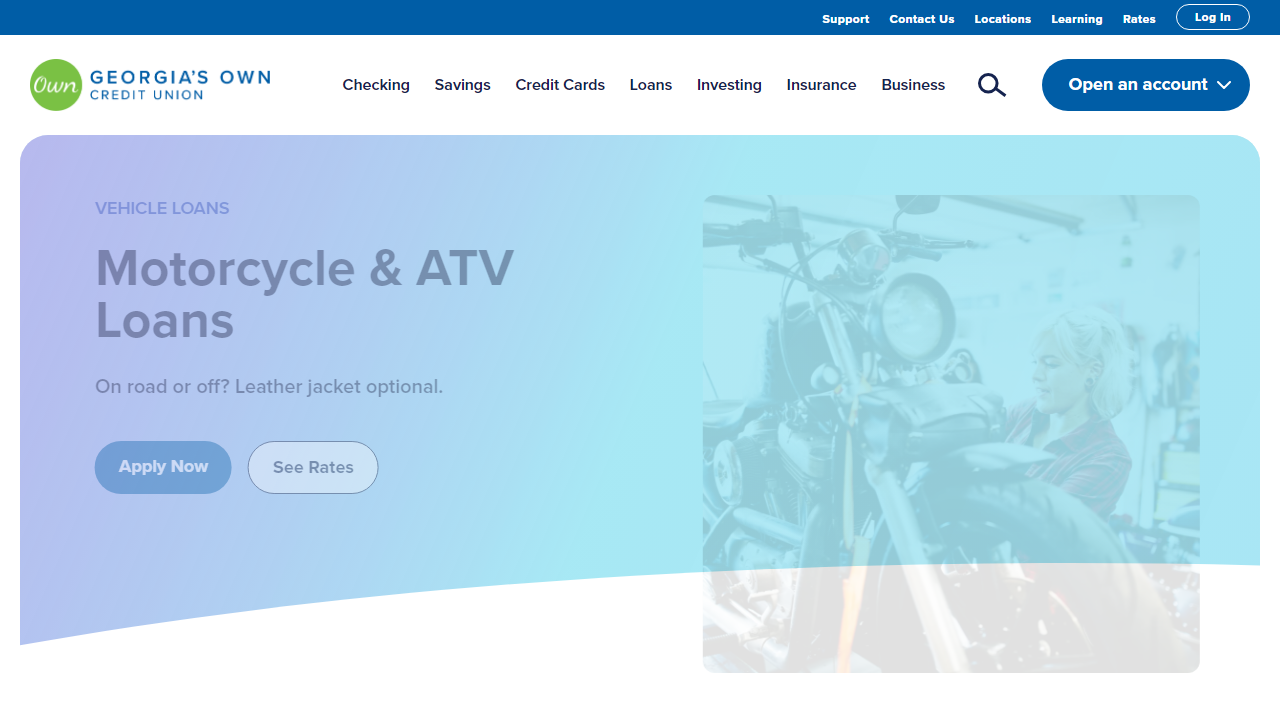 Support Contact Us Locations Learning Rates Log In
Own GEORGIA'S OWN
CREDIT UNION
Checking Savings Credit Cards Loans Investing Insurance Business
Open an account
VEHICLE LOANS
Motorcycle & ATV
Loans
On road or off? Leather jacket optional.
Apply Now See Rates